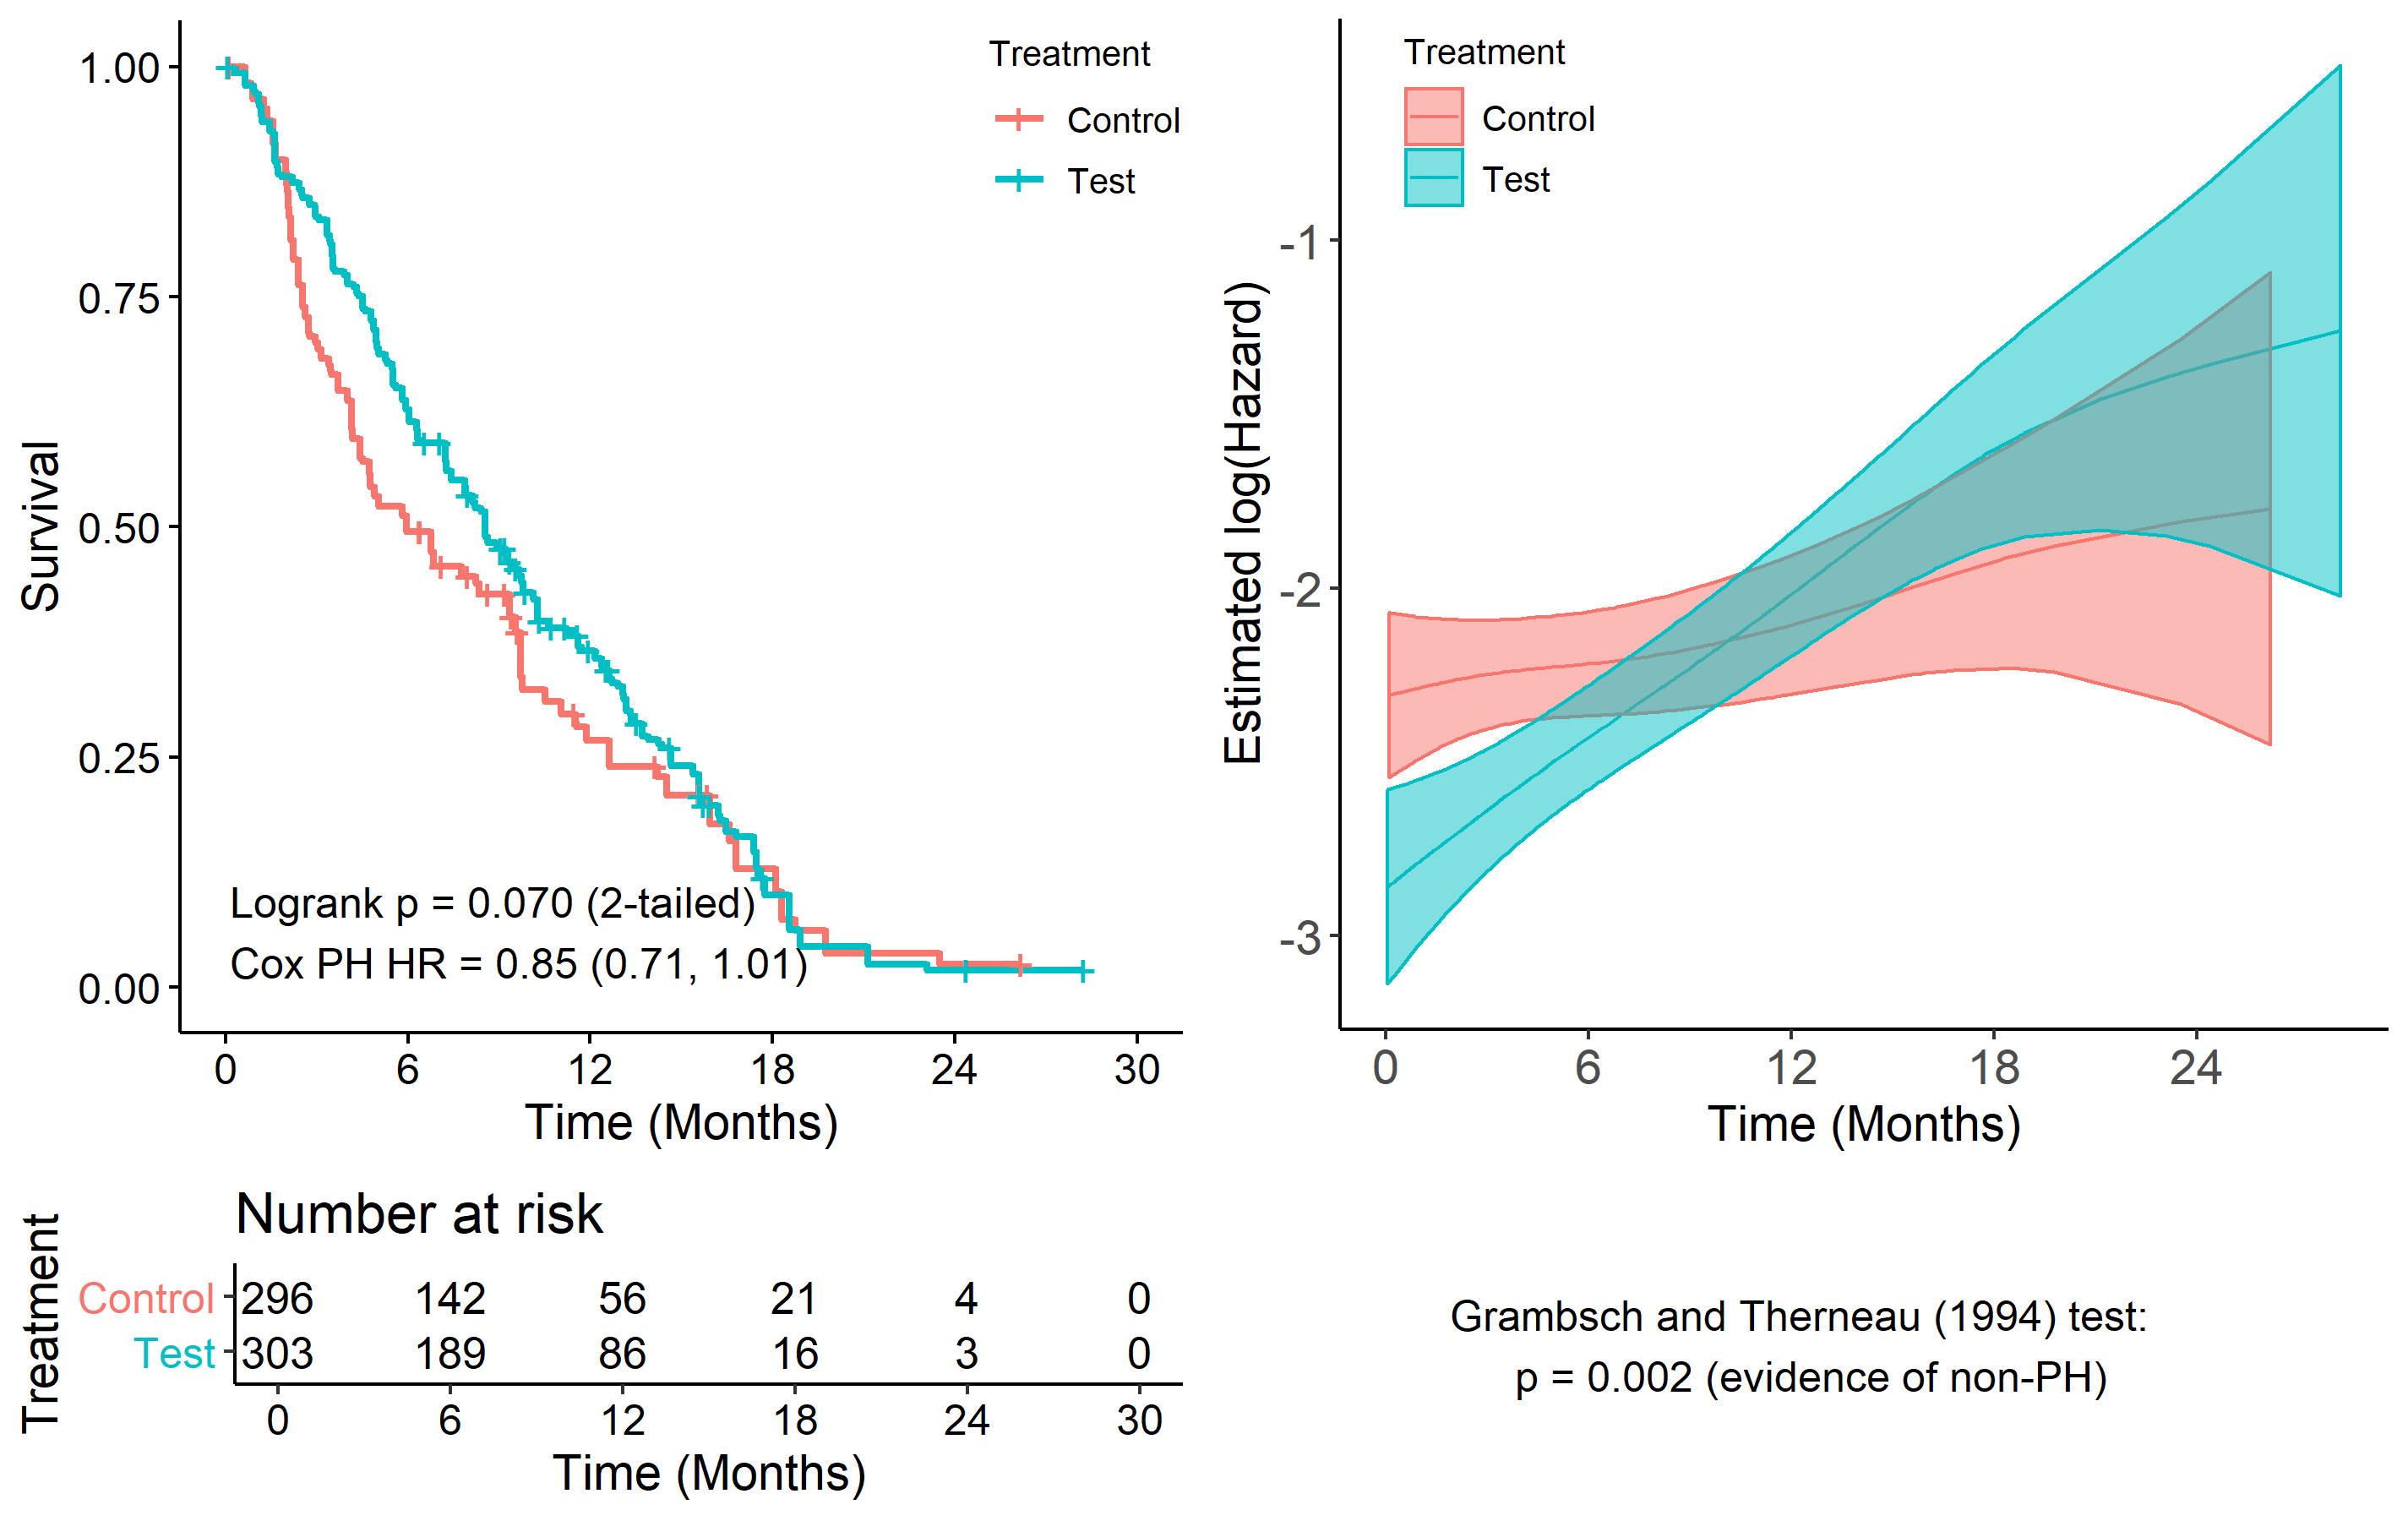 Treatment
Control
Test
1.00
0.75
0.50
0.25
0.00
Survival
Logrank p = 0.070 (2-tailed)
Cox PH HR = 0.85 (0.71, 1.01)
0 6 12 18 24 30
Time (Months)
Treatment
Control
Test
-1
-2
-3
Estimated log(Hazard)
0 6 12 18 24
Time (Months)
Number at risk
Treatment
Control 296 142 56 21 4 0
Test 303 189 86 16 3 0
0 6 12 18 24 30
Time (Months)
Grambsch and Therneau (1994) test:
p = 0.002 (evidence of non-PH)